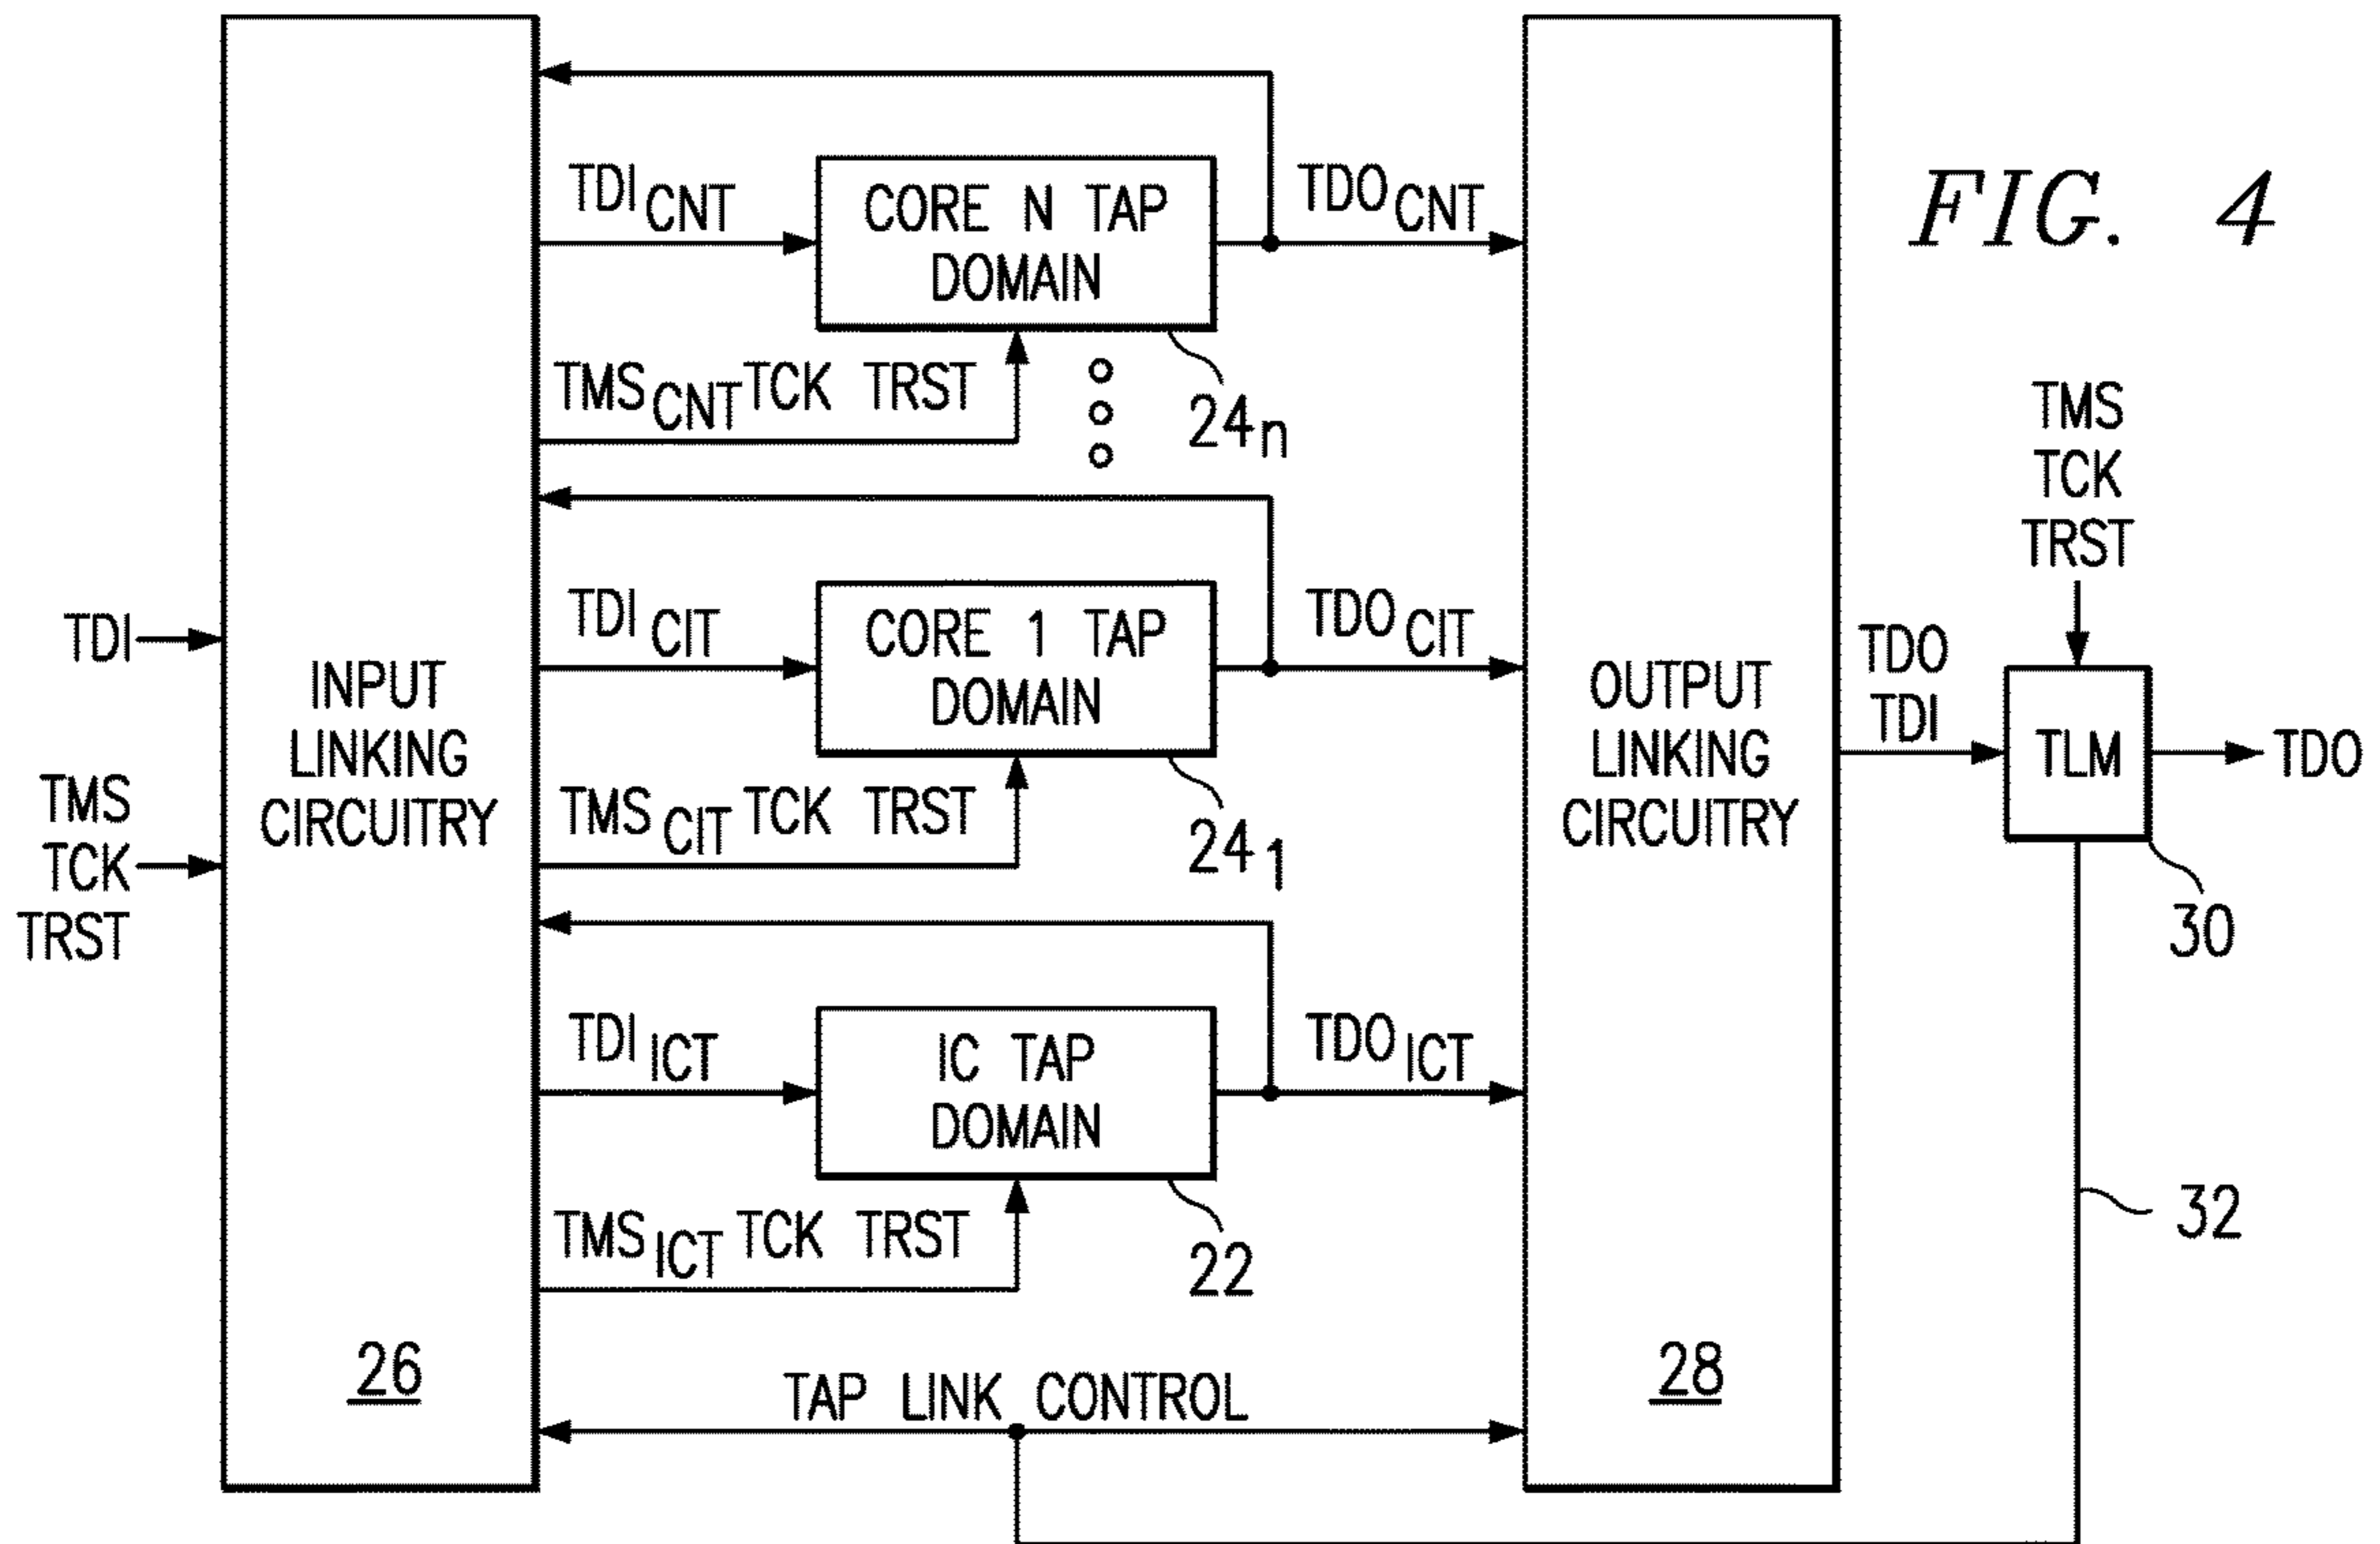 FIG. 4
TDI CNT
CORE N TAP
DOMAIN
TDO CNT
TMS CNT TCK TRST
24n
TMS
TCK
TRST
TDI
INPUT
LINKING
CIRCUITRY
TMS
TCK
TRST
TDI CIT
CORE 1 TAP
DOMAIN
TDO CIT
TMS CIT TCK TRST
24 1
OUTPUT
LINKING
CIRCUITRY
TDO
TDI
TLM
TDO
30
TDI ICT
IC TAP
DOMAIN
TDO ICT
TMS ICT TCK TRST
22
32
26
TAP LINK CONTROL
28